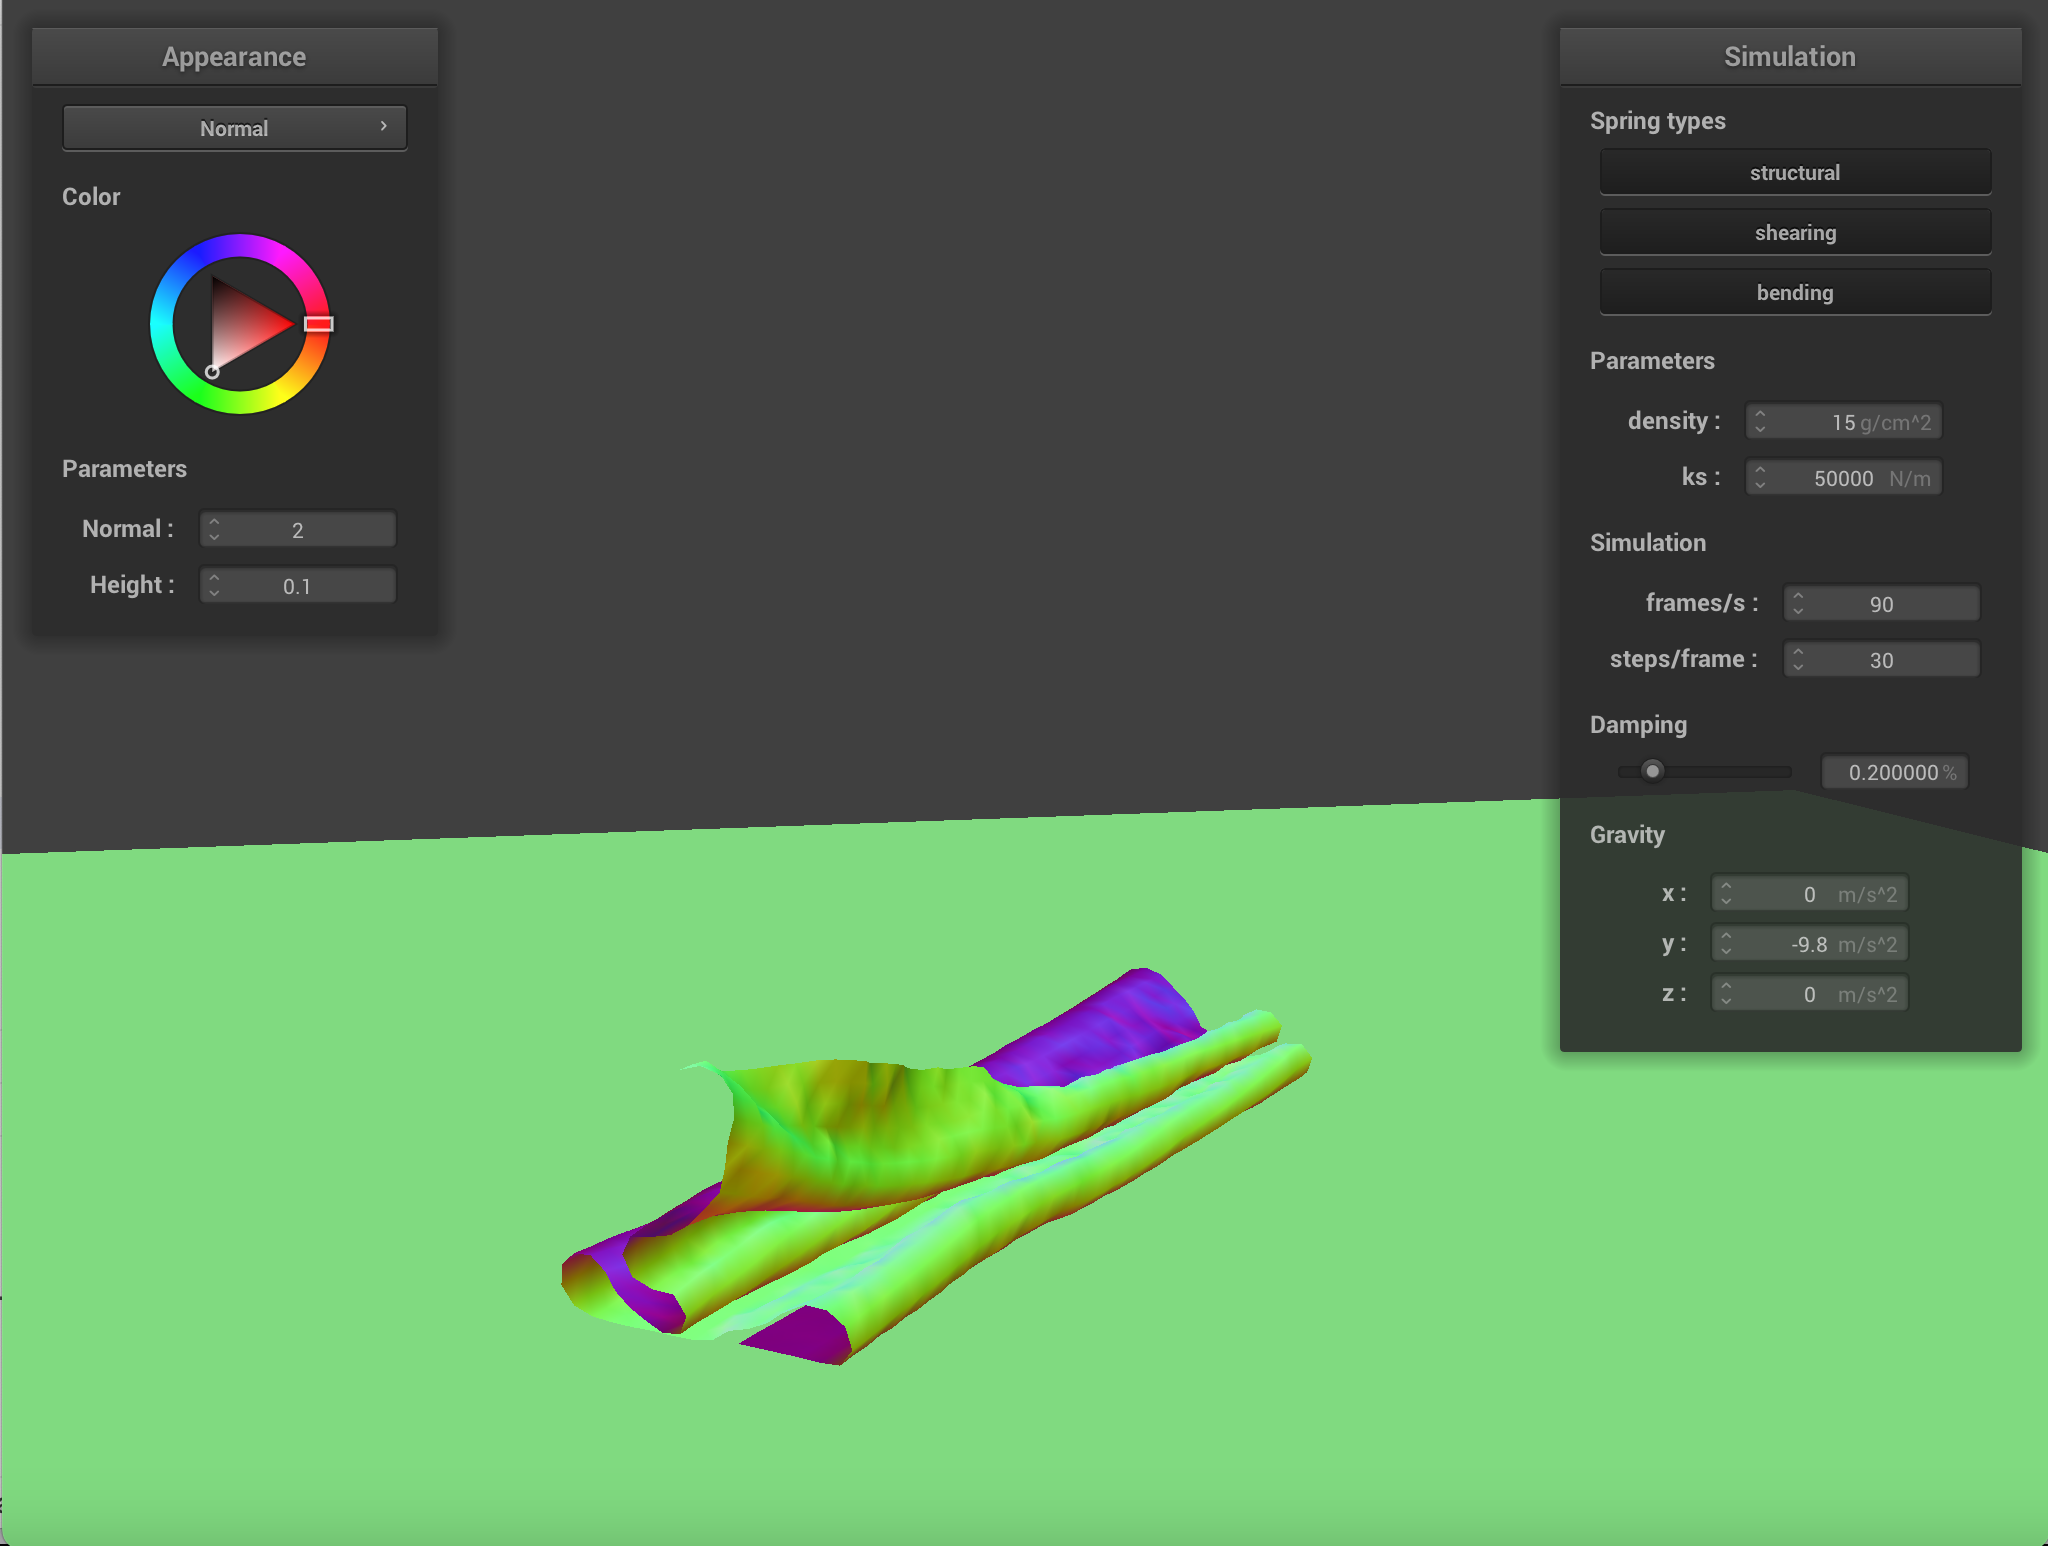 Appearance
Normal
Color
Parameters
Normal : 2
Height : 0.1
Simulation
Spring types
structural
shearing
bending
Parameters
density : 15 g/cm^2
ks : 50000 N/m
Simulation
frames/s : 90
steps/frame : 30
Damping
0.200000 %
Gravity
x : 0 m/s^2
y : -9.8 m/s^2
z : 0 m/s^2